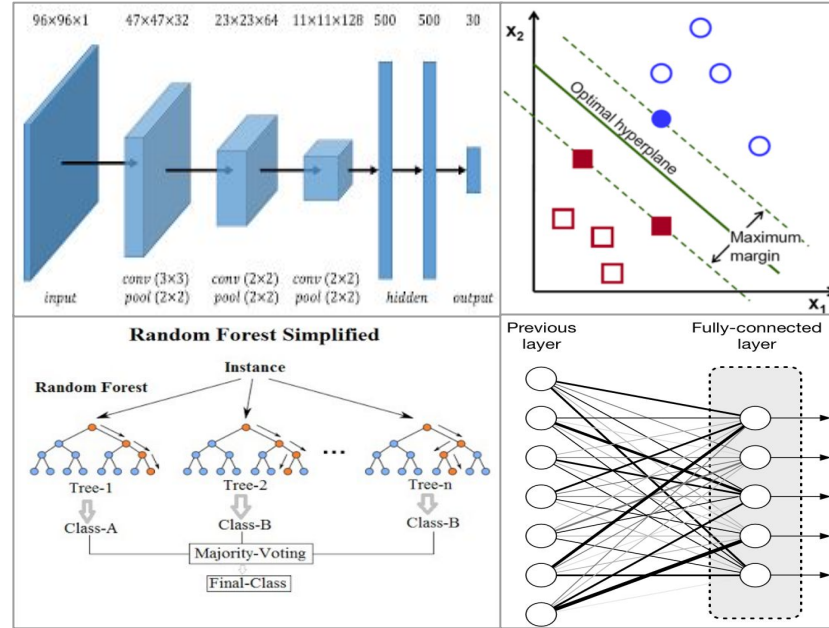 96×96×1 47×47×32 23×23×64 11×11×128 500 500 30
conv (3×3) conv (2×2) conv (2×2)
input pool (2×2) pool (2×2) pool (2×2) hidden output
x₂
Optimal hyperplane
Maximum
margin
x₁
Random Forest Simplified
Instance
Random Forest
...
Tree-1 Tree-2 Tree-n
Class-A Class-B Class-B
Majority-Voting
Final-Class
Previous Fully-connected
layer layer